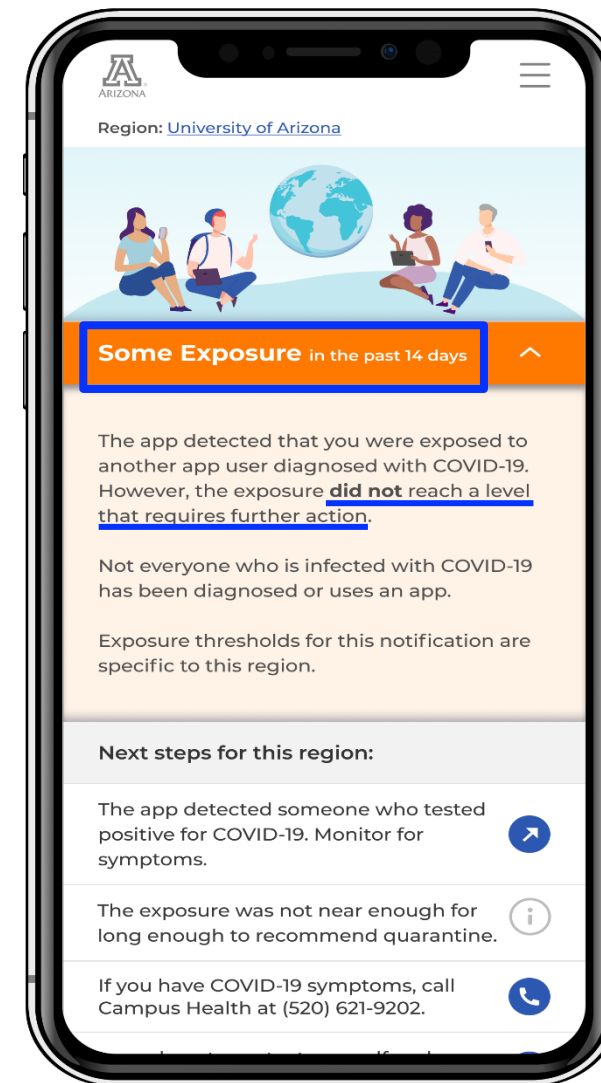 A
ARIZONA
Region: University of Arizona
Some Exposure in the past 14 days
The app detected that you were exposed to
another app user diagnosed with COVID-19.
However, the exposure did not reach a level
that requires further action.
Not everyone who is infected with COVID-19
has been diagnosed or uses an app.
Exposure thresholds for this notification are
specific to this region.
Next steps for this region:
The app detected someone who tested
positive for COVID-19. Monitor for
symptoms.
The exposure was not near enough for
long enough to recommend quarantine.
If you have COVID-19 symptoms, call
Campus Health at (520) 621-9202.